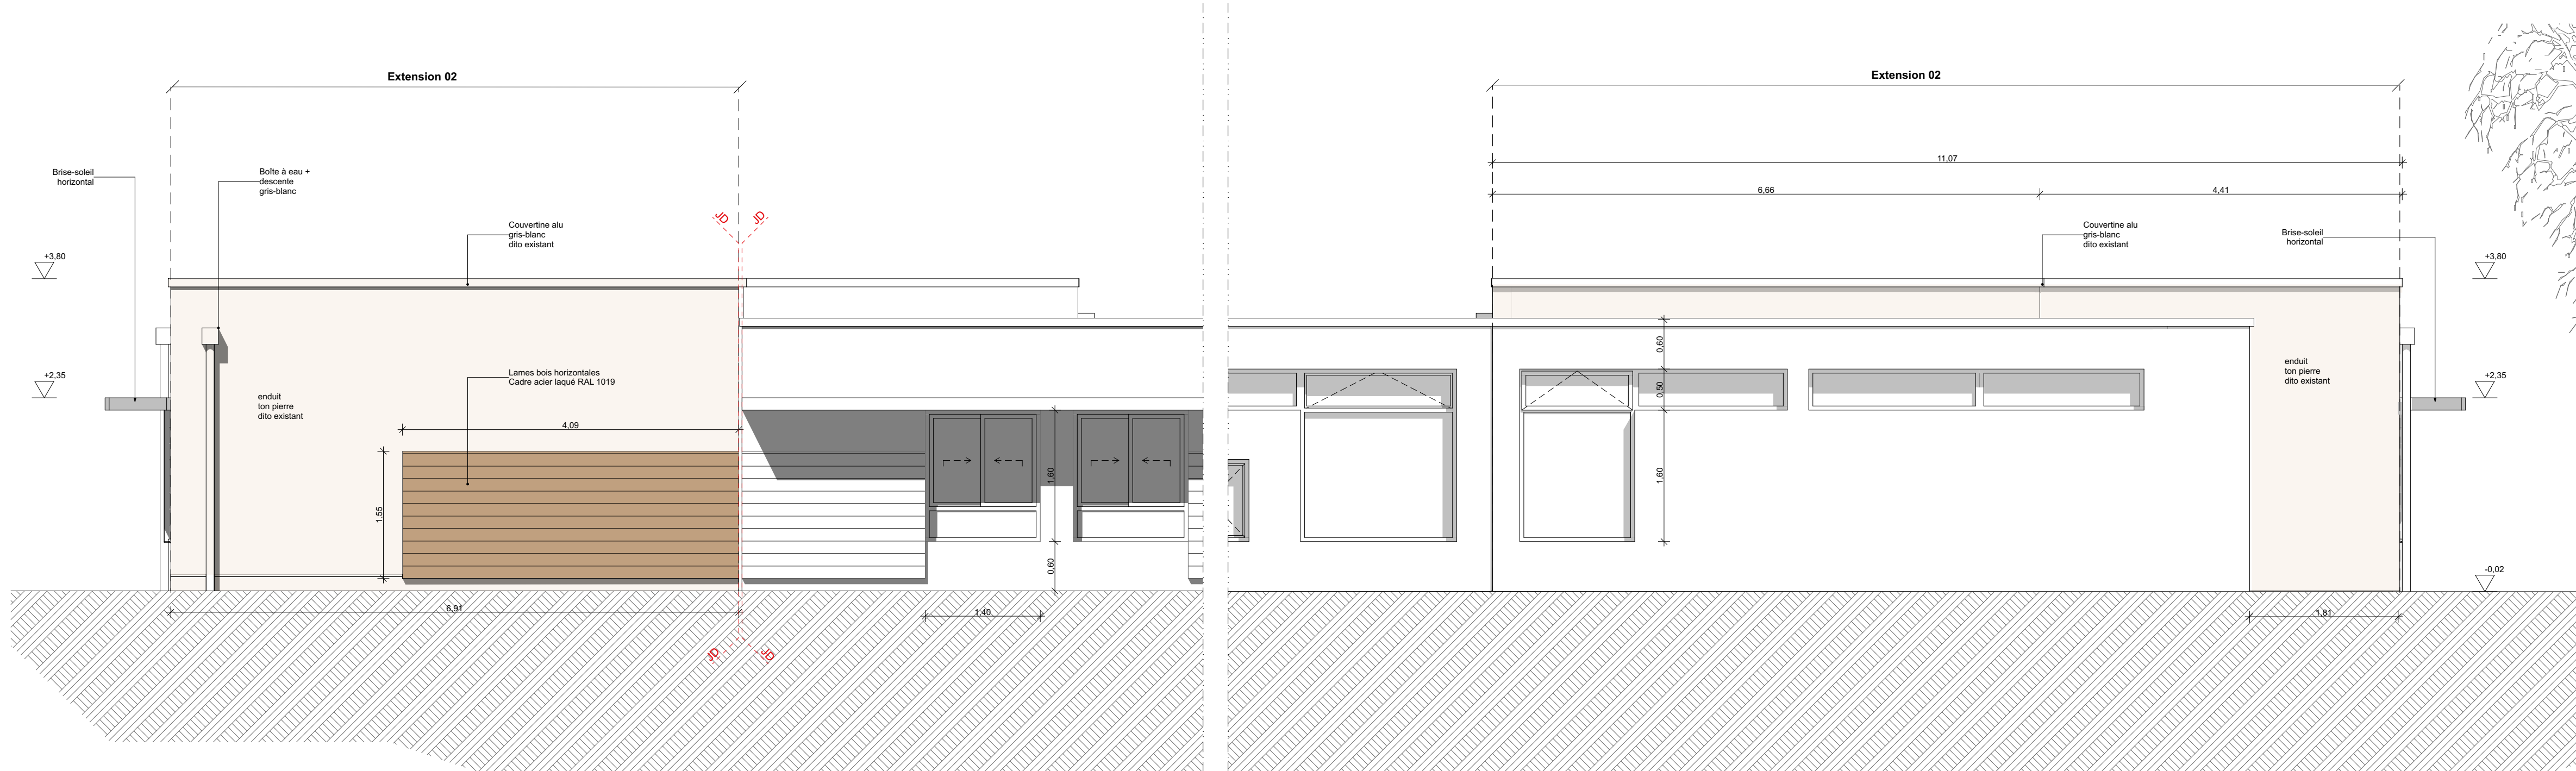 Extension 02
Extension 02
11,07
6,66
4,41
Brise-soleil
horizontal
Boîte à eau +
descente
gris-blanc
Couvertine alu
gris-blanc
dito existant
Couvertine alu
gris-blanc
dito existant
Brise-soleil
horizontal
JD
JD
+3,80
+3,80
+2,35
+2,35
Lames bois horizontales
Cadre acier laqué RAL 1019
enduit
ton pierre
dito existant
enduit
ton pierre
dito existant
4,09
1,55
1,60
0,60
0,60
0,50
1,60
-0,02
6,91
1,40
1,81
JD
JD